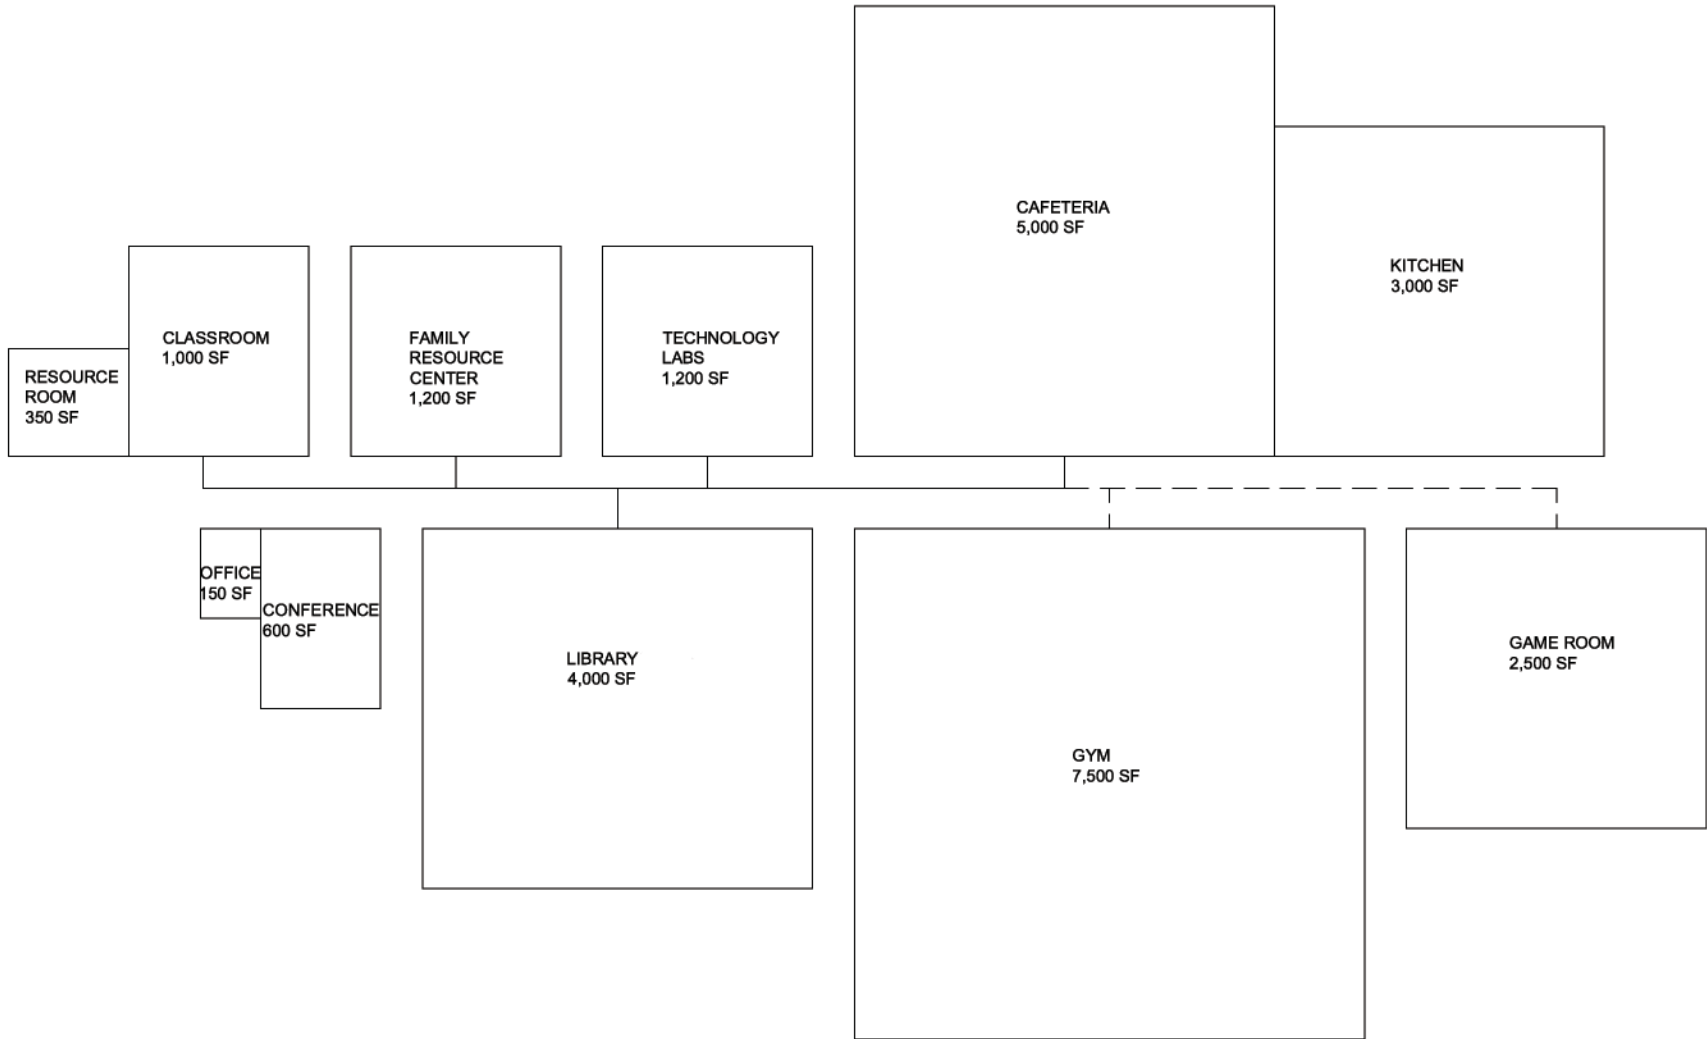 CAFETERIA
5,000 SF
KITCHEN
3,000 SF
RESOURCE
ROOM
350 SF
CLASSROOM
1,000 SF
FAMILY
RESOURCE
CENTER
1,200 SF
TECHNOLOGY
LABS
1,200 SF
OFFICE
150 SF
CONFERENCE
600 SF
LIBRARY
4,000 SF
GYM
7,500 SF
GAME ROOM
2,500 SF